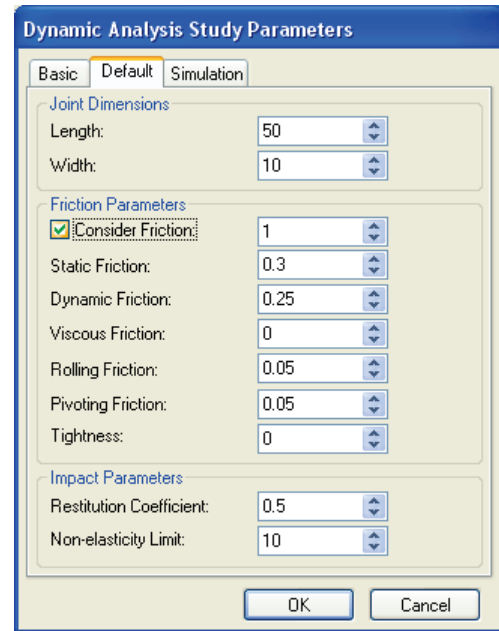 Dynamic Analysis Study Parameters
Basic Default Simulation
Joint Dimensions
Length: 50
Width: 10
Friction Parameters
Consider Friction: 1
Static Friction: 0.3
Dynamic Friction: 0.25
Viscous Friction: 0
Rolling Friction: 0.05
Pivoting Friction: 0.05
Tightness: 0
Impact Parameters
Restitution Coefficient: 0.5
Non-elasticity Limit: 10
OK Cancel